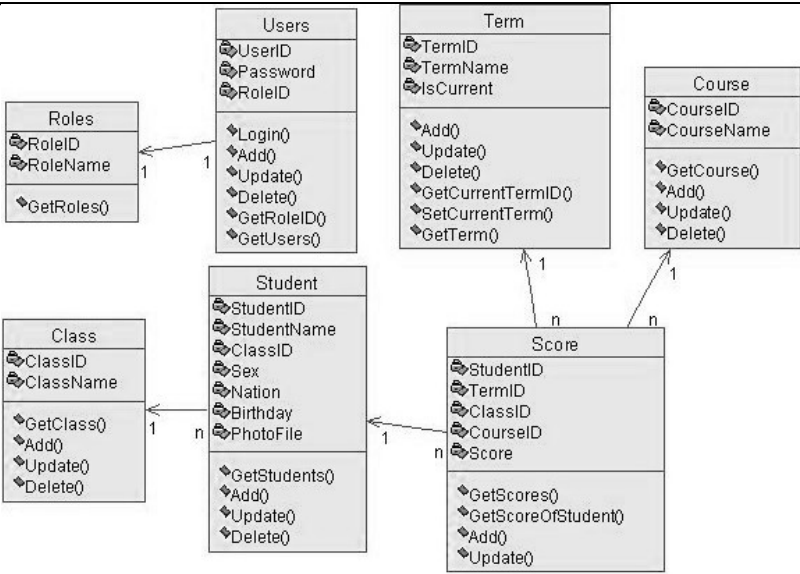 Users
UserID
Password
RoleID
Login()
Add()
Update()
Delete()
GetRoleID()
GetUsers()
Term
TermID
TermName
IsCurrent
Add()
Update()
Delete()
GetCurrentTermID()
SetCurrentTerm()
GetTerm()
Course
CourseID
CourseName
GetCourse()
Add()
Update()
Delete()
Roles
RoleID
RoleName
GetRoles()
1
1
1
1
n
n
Student
StudentID
StudentName
ClassID
Sex
Nation
Birthday
PhotoFile
GetStudents()
Add()
Update()
Delete()
Class
ClassID
ClassName
GetClass()
Add()
Update()
Delete()
1
n
1
n
Score
StudentID
TermID
ClassID
CourseID
Score
GetScores()
GetScoreOfStudent()
Add()
Update()